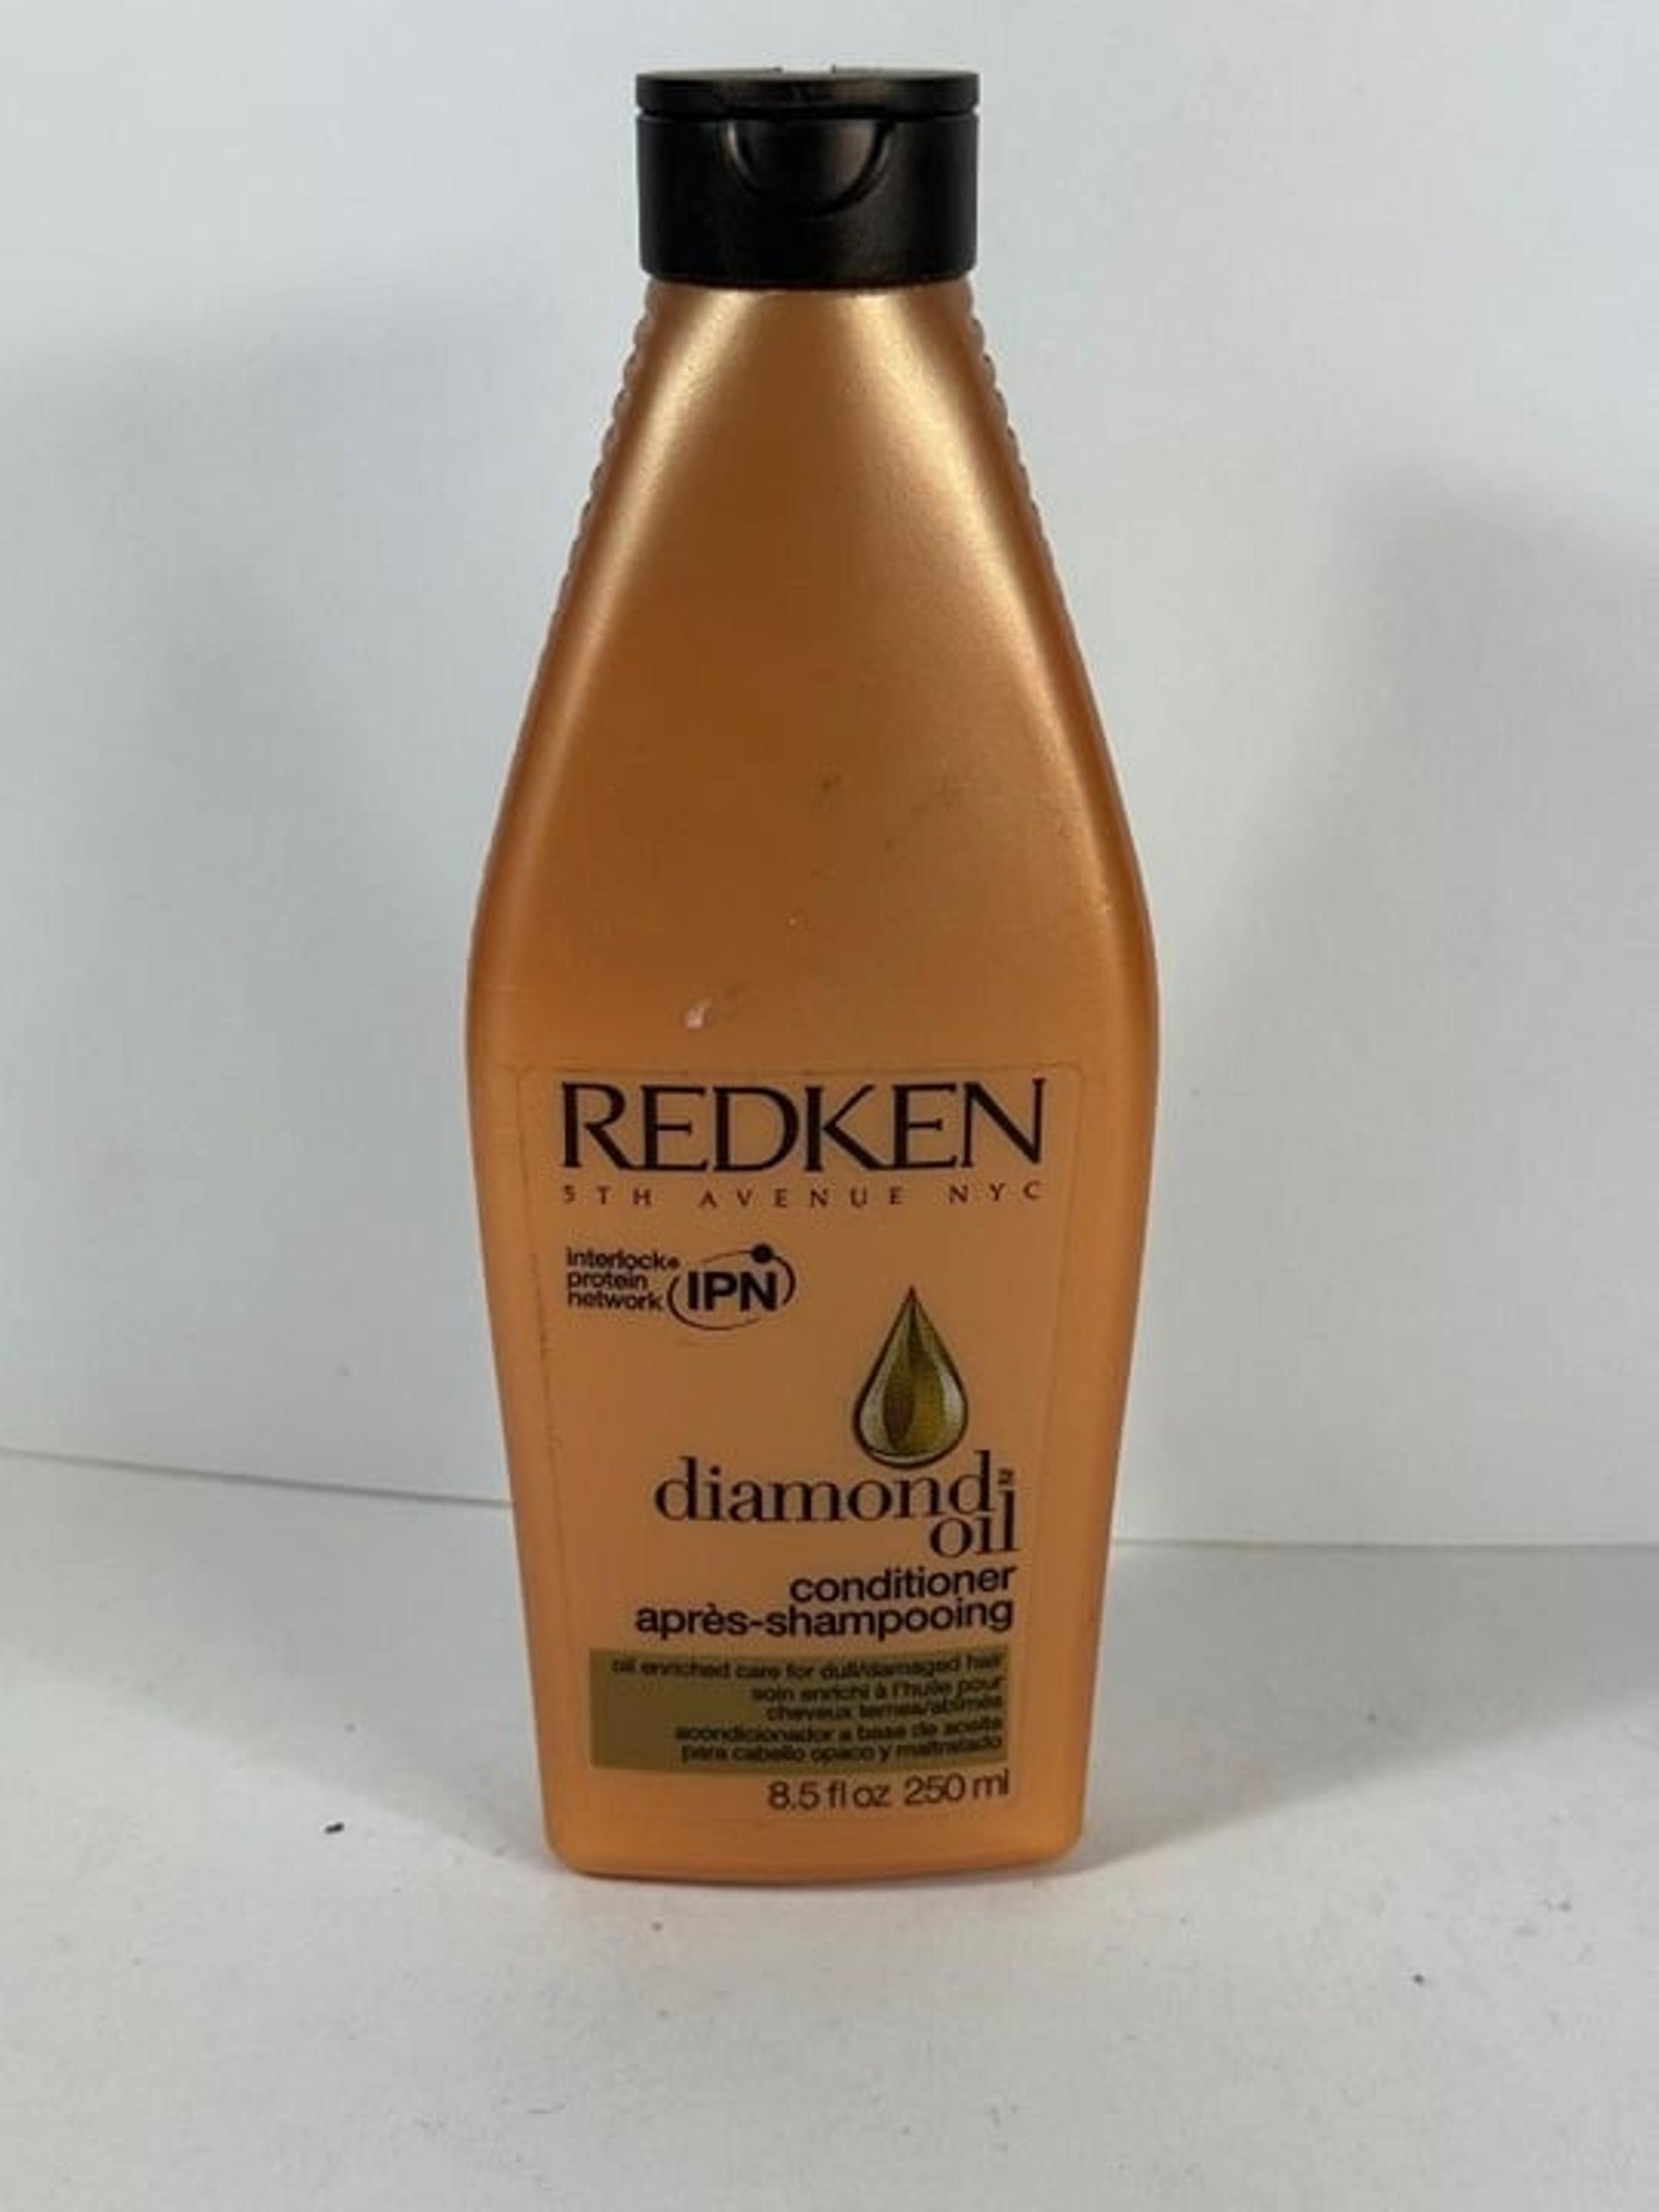 REDKEN
5TH AVENUE NYC
interlock®
protein
network
IPN
diamond²
oil
conditioner
après-shampooing
oil enriched care for dull/damaged hair
soin enrichi à l'huile pour
cheveux ternes/abîmés
acondicionador a base de aceite
para cabello opaco y maltratado
8.5 fl oz 250 ml